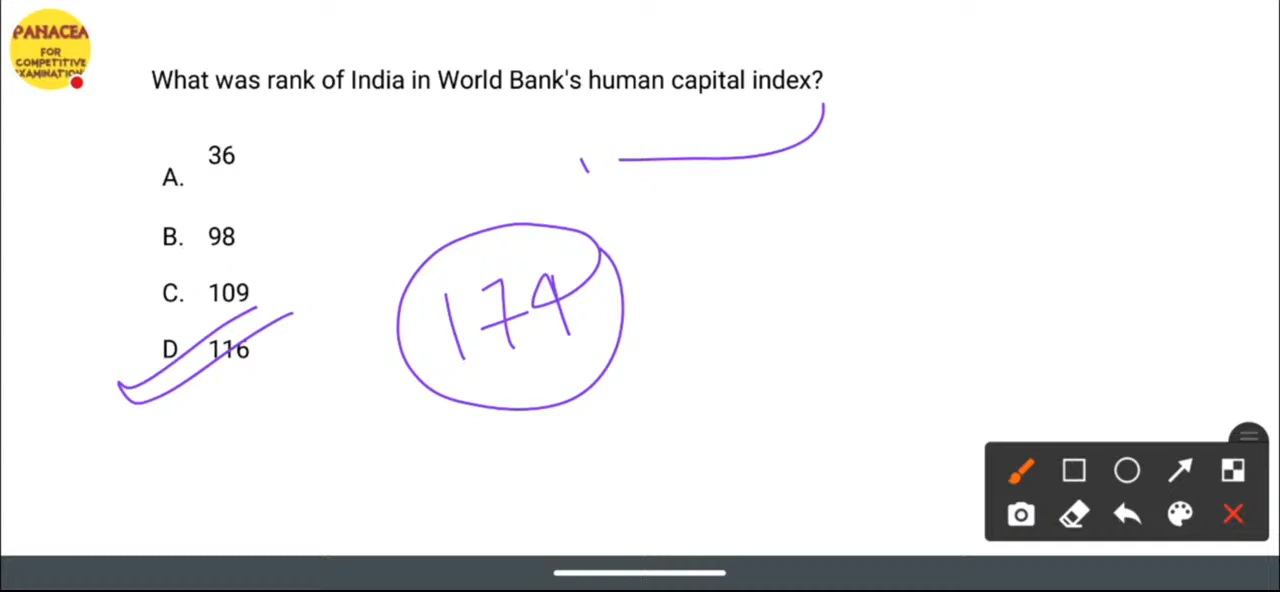 PANACEA
FOR
COMPETITIVE
EXAMINATION
What was rank of India in World Bank's human capital index?
A. 36
B. 98
C. 109
D 116
174